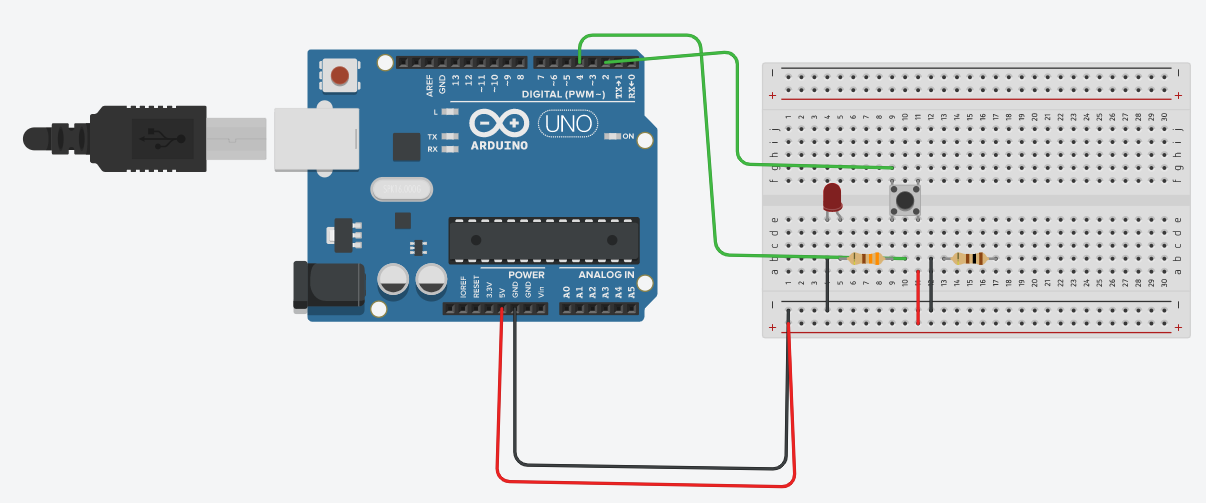 AREF
GND
13
12
~11
~10
~9
8
7
~6
~5
4
~3
2
TX→1
RX←0
DIGITAL (PWM~)
L
TX
RX
UNO
ON
ARDUINO
POWER
ANALOG IN
IOREF
RESET
3.3V
5V
GND
GND
Vin
A0
A1
A2
A3
A4
A5
− −
+ +
1 2 3 4 5 6 7 8 9 10 11 12 13 14 15 16 17 18 19 20 21 22 23 24 25 26 27 28 29 30
j j
i i
h h
g g
f f
e e
d d
c c
b b
a a
1 2 3 4 5 6 7 8 9 10 11 12 13 14 15 16 17 18 19 20 21 22 23 24 25 26 27 28 29 30
− −
+ +